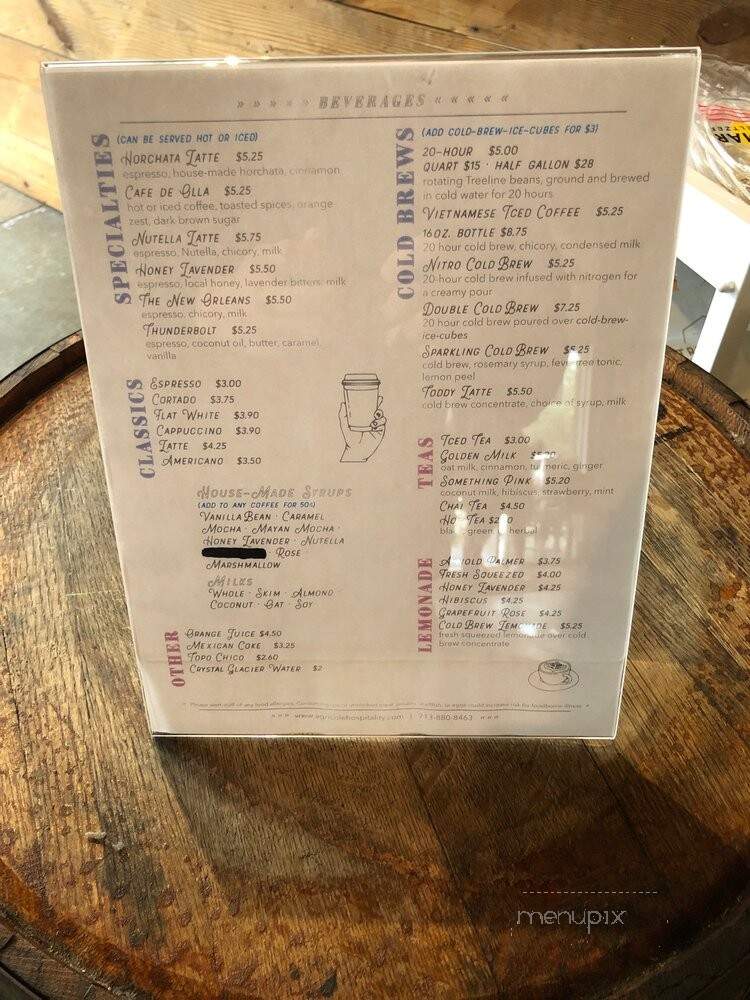 » » » » » BEVERAGES « « « « «
SPECIALTIES
(CAN BE SERVED HOT OR ICED)
HORCHATA LATTE $5.25
espresso, house-made horchata, cinnamon
CAFE DE OLLA $5.25
hot or iced coffee, toasted spices, orange
zest, dark brown sugar
NUTELLA LATTE $5.75
espresso, Nutella, chicory, milk
HONEY LAVENDER $5.50
espresso, local honey, lavender bitters, milk
THE NEW ORLEANS $5.50
espresso, chicory, milk
THUNDERBOLT $5.25
espresso, coconut oil, butter, caramel,
vanilla
CLASSICS
ESPRESSO $3.00
CORTADO $3.75
FLAT WHITE $3.90
CAPPUCCINO $3.90
LATTE $4.25
AMERICANO $3.50
HOUSE-MADE SYRUPS
(ADD TO ANY COFFEE FOR 50¢)
VANILLA BEAN · CARAMEL
MOCHA · MAYAN MOCHA ·
HONEY LAVENDER · NUTELLA
· ROSE
MARSHMALLOW
MILKS
WHOLE · SKIM · ALMOND ·
COCONUT · OAT · SOY
OTHER
ORANGE JUICE $4.50
MEXICAN COKE $3.25
TOPO CHICO $2.60
CRYSTAL GLACIER WATER $2
COLD BREWS
(ADD COLD-BREW-ICE-CUBES FOR $3)
20-HOUR $5.00
QUART $15 · HALF GALLON $28
rotating Treeline beans, ground and brewed
in cold water for 20 hours
VIETNAMESE ICED COFFEE $5.25
16OZ. BOTTLE $8.75
20 hour cold brew, chicory, condensed milk
NITRO COLD BREW $5.25
20-hour cold brew infused with nitrogen for
a creamy pour
DOUBLE COLD BREW $7.25
20 hour cold brew poured over cold-brew-
ice-cubes
SPARKLING COLD BREW $5.25
cold brew, rosemary syrup, fever tree tonic,
lemon peel
TODDY LATTE $5.50
cold brew concentrate, choice of syrup, milk
TEAS
ICED TEA $3.00
GOLDEN MILK
oat milk, cinnamon, turmeric, ginger
SOMETHING PINK $5.20
coconut milk, hibiscus, strawberry, mint
CHAI TEA $4.50
HOT TEA
black, green or herbal
LEMONADE
ARNOLD PALMER $3.75
FRESH SQUEEZED $4.00
HONEY LAVENDER $4.25
HIBISCUS $4.25
GRAPEFRUIT ROSE $4.25
COLD BREW LEMONADE $5.25
fresh squeezed lemonade over cold
brew concentrate
» » » www.agricolehospitality.com | 713-880-8463 « « «
menupix